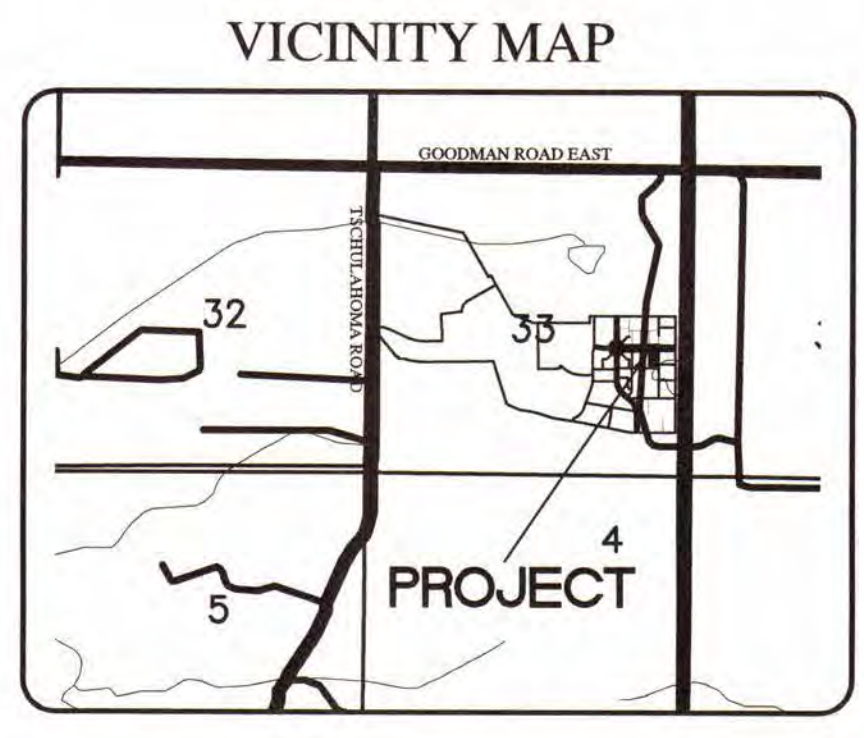 VICINITY MAP
GOODMAN ROAD EAST
TSCHULAHOMA ROAD
32
33
4
PROJECT
5